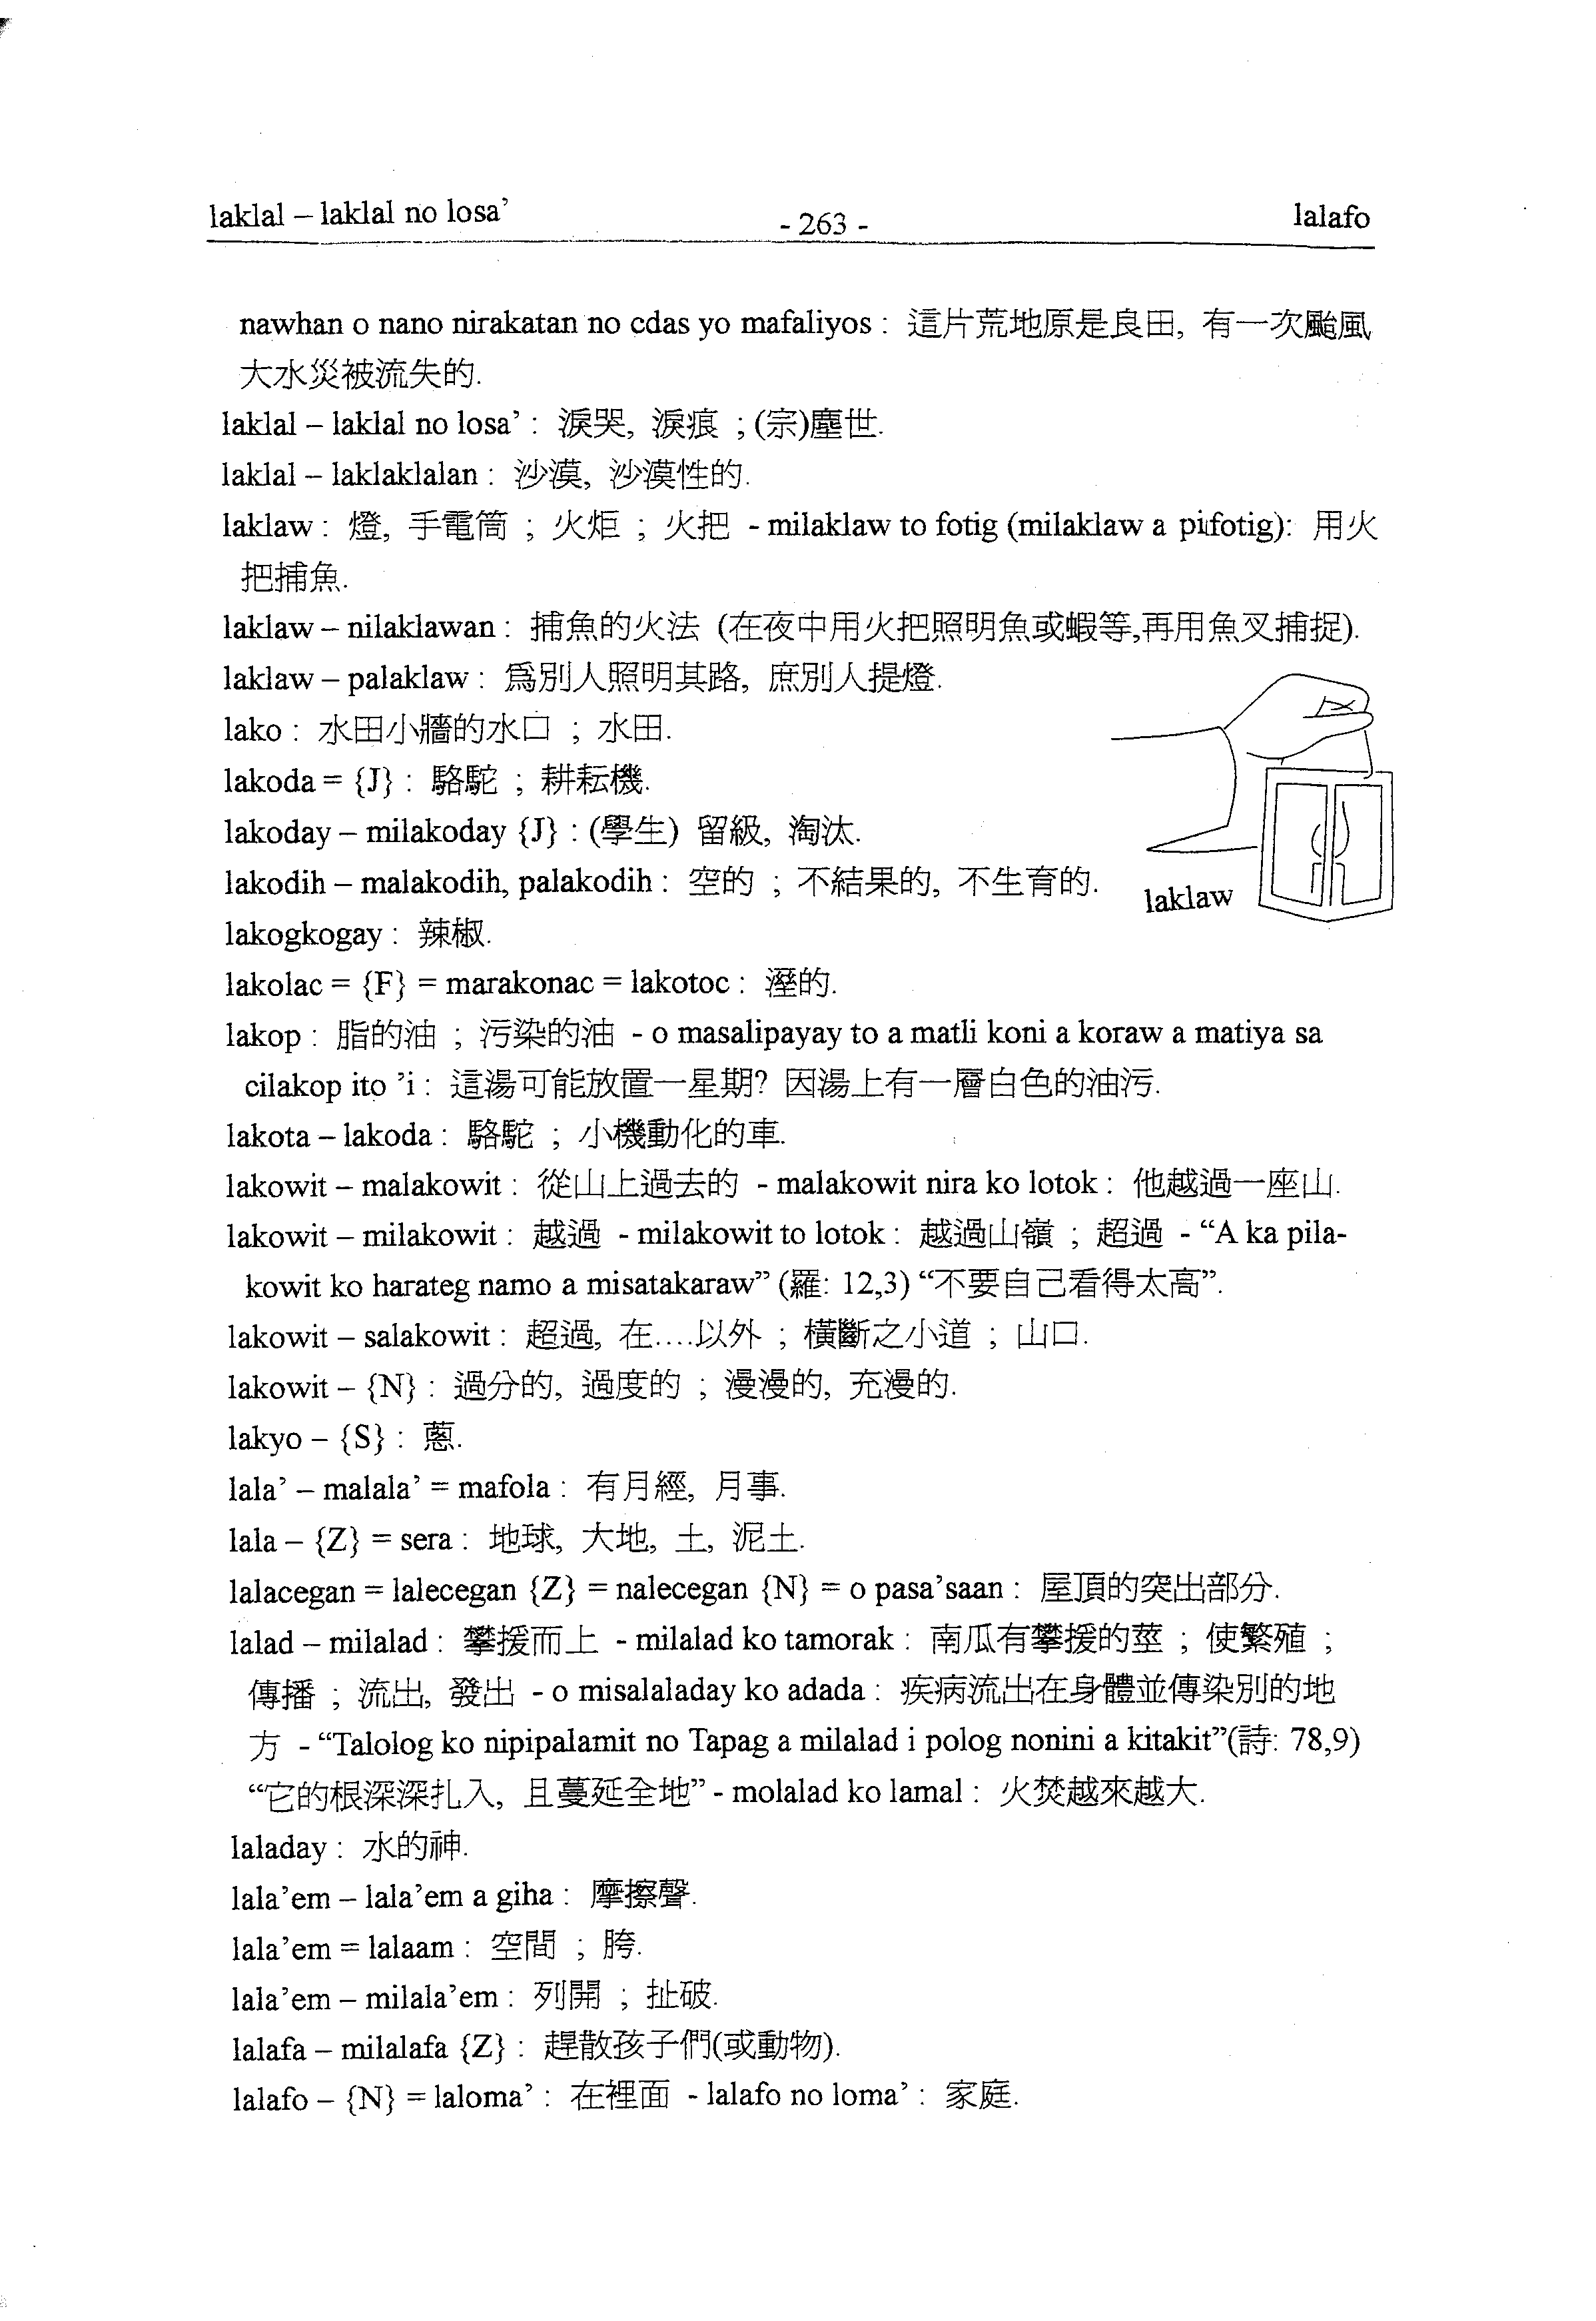 laklal – laklal no losa’ - 263 - lalafo
nawhan o nano nirakatan no cdas yo mafaliyos : 這片荒地原是良田, 有一次颱風
大水災被流失的.
laklal – laklal no losa’ : 淚哭, 淚痕 ; (宗)塵世.
laklal – laklaklalan : 沙漠, 沙漠性的.
laklaw : 燈, 手電筒 ; 火炬 ; 火把 - milaklaw to fotig (milaklaw a pifotig): 用火
把捕魚.
laklaw – nilaklawan : 捕魚的火法 (在夜中用火把照明魚或蝦等,再用魚叉捕捉).
laklaw – palaklaw : 爲別人照明其路, 庶別人提燈.
lako : 水田小牆的水口 ; 水田.
lakoda = {J} : 駱駝 ; 耕耘機.
lakoday – milakoday {J} : (學生) 留級, 淘汰.
lakodih – malakodih, palakodih : 空的 ; 不結果的, 不生育的.
laklaw
lakogkogay : 辣椒.
lakolac = {F} = marakonac = lakotoc : 溼的.
lakop : 脂的油 ; 污染的油 - o masalipayay to a matli koni a koraw a matiya sa
cilakop ito ’i : 這湯可能放置一星期? 因湯上有一層白色的油污.
lakota – lakoda : 駱駝 ; 小機動化的車.
lakowit – malakowit : 從山上過去的 - malakowit nira ko lotok : 他越過一座山.
lakowit – milakowit : 越過 - milakowit to lotok : 越過山嶺 ; 超過 - “A ka pila-
kowit ko harateg namo a misatakaraw” (羅: 12,3) “不要自己看得太高”.
lakowit – salakowit : 超過, 在....以外 ; 橫斷之小道 ; 山口.
lakowit – {N} : 過分的, 過度的 ; 漫漫的, 充漫的.
lakyo – {S} : 蔥.
lala’ – malala’ = mafola : 有月經, 月事.
lala – {Z} = sera : 地球, 大地, 土, 泥土.
lalacegan = lalecegan {Z} = nalecegan {N} = o pasa’saan : 屋頂的突出部分.
lalad – milalad : 攀援而上 - milalad ko tamorak : 南瓜有攀援的莖 ; 使繁殖 ;
傳播 ; 流出, 發出 - o misalaladay ko adada : 疾病流出在身體並傳染別的地
方 - “Talolog ko nipipalamit no Tapag a milalad i polog nonini a kitakit”(詩: 78,9)
“它的根深深扎入, 且蔓延全地” - molalad ko lamal : 火焚越來越大.
laladay : 水的神.
lala’em – lala’em a giha : 摩擦聲.
lala’em = lalaam : 空間 ; 胯.
lala’em – milala’em : 列開 ; 扯破.
lalafa – milalafa {Z} : 趕散孩子們(或動物).
lalafo – {N} = laloma’ : 在裡面 - lalafo no loma’ : 家庭.